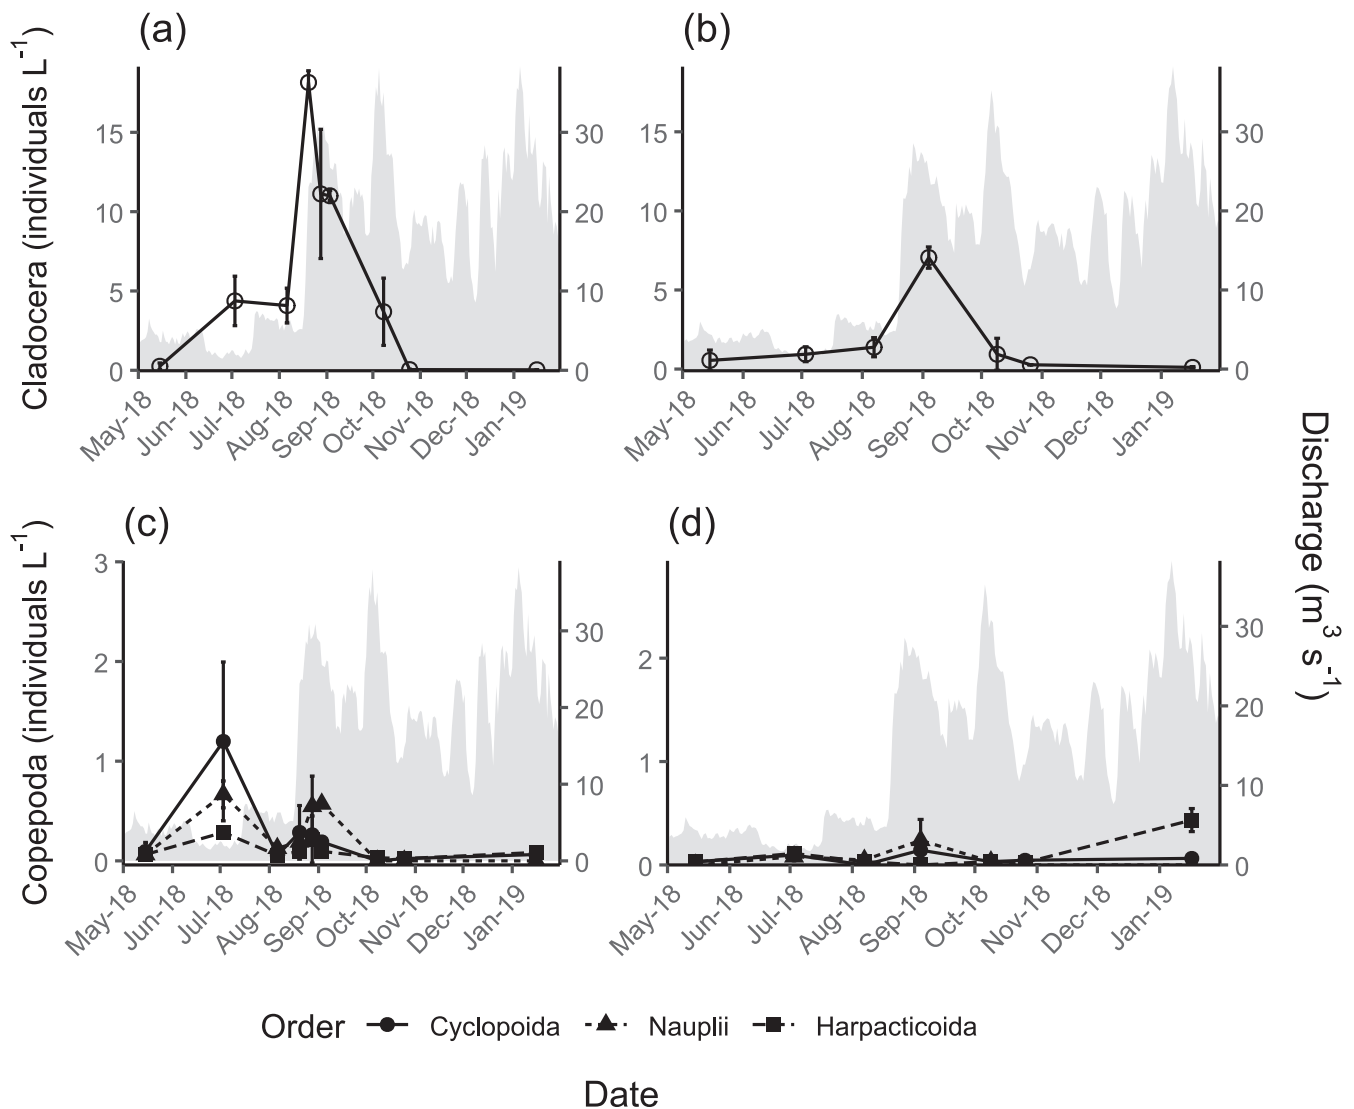 (a)
(b)
Cladocera (individuals L⁻¹)
15
10
5
0
30
20
10
0
15
10
5
0
30
20
10
0
May-18
Jun-18
Jul-18
Aug-18
Sep-18
Oct-18
Nov-18
Dec-18
Jan-19
May-18
Jun-18
Jul-18
Aug-18
Sep-18
Oct-18
Nov-18
Dec-18
Jan-19
Discharge (m³ s⁻¹)
(c)
(d)
Copepoda (individuals L⁻¹)
3
2
1
0
30
20
10
0
2
1
0
30
20
10
0
May-18
Jun-18
Jul-18
Aug-18
Sep-18
Oct-18
Nov-18
Dec-18
Jan-19
May-18
Jun-18
Jul-18
Aug-18
Sep-18
Oct-18
Nov-18
Dec-18
Jan-19
Order Cyclopoida Nauplii Harpacticoida
Date